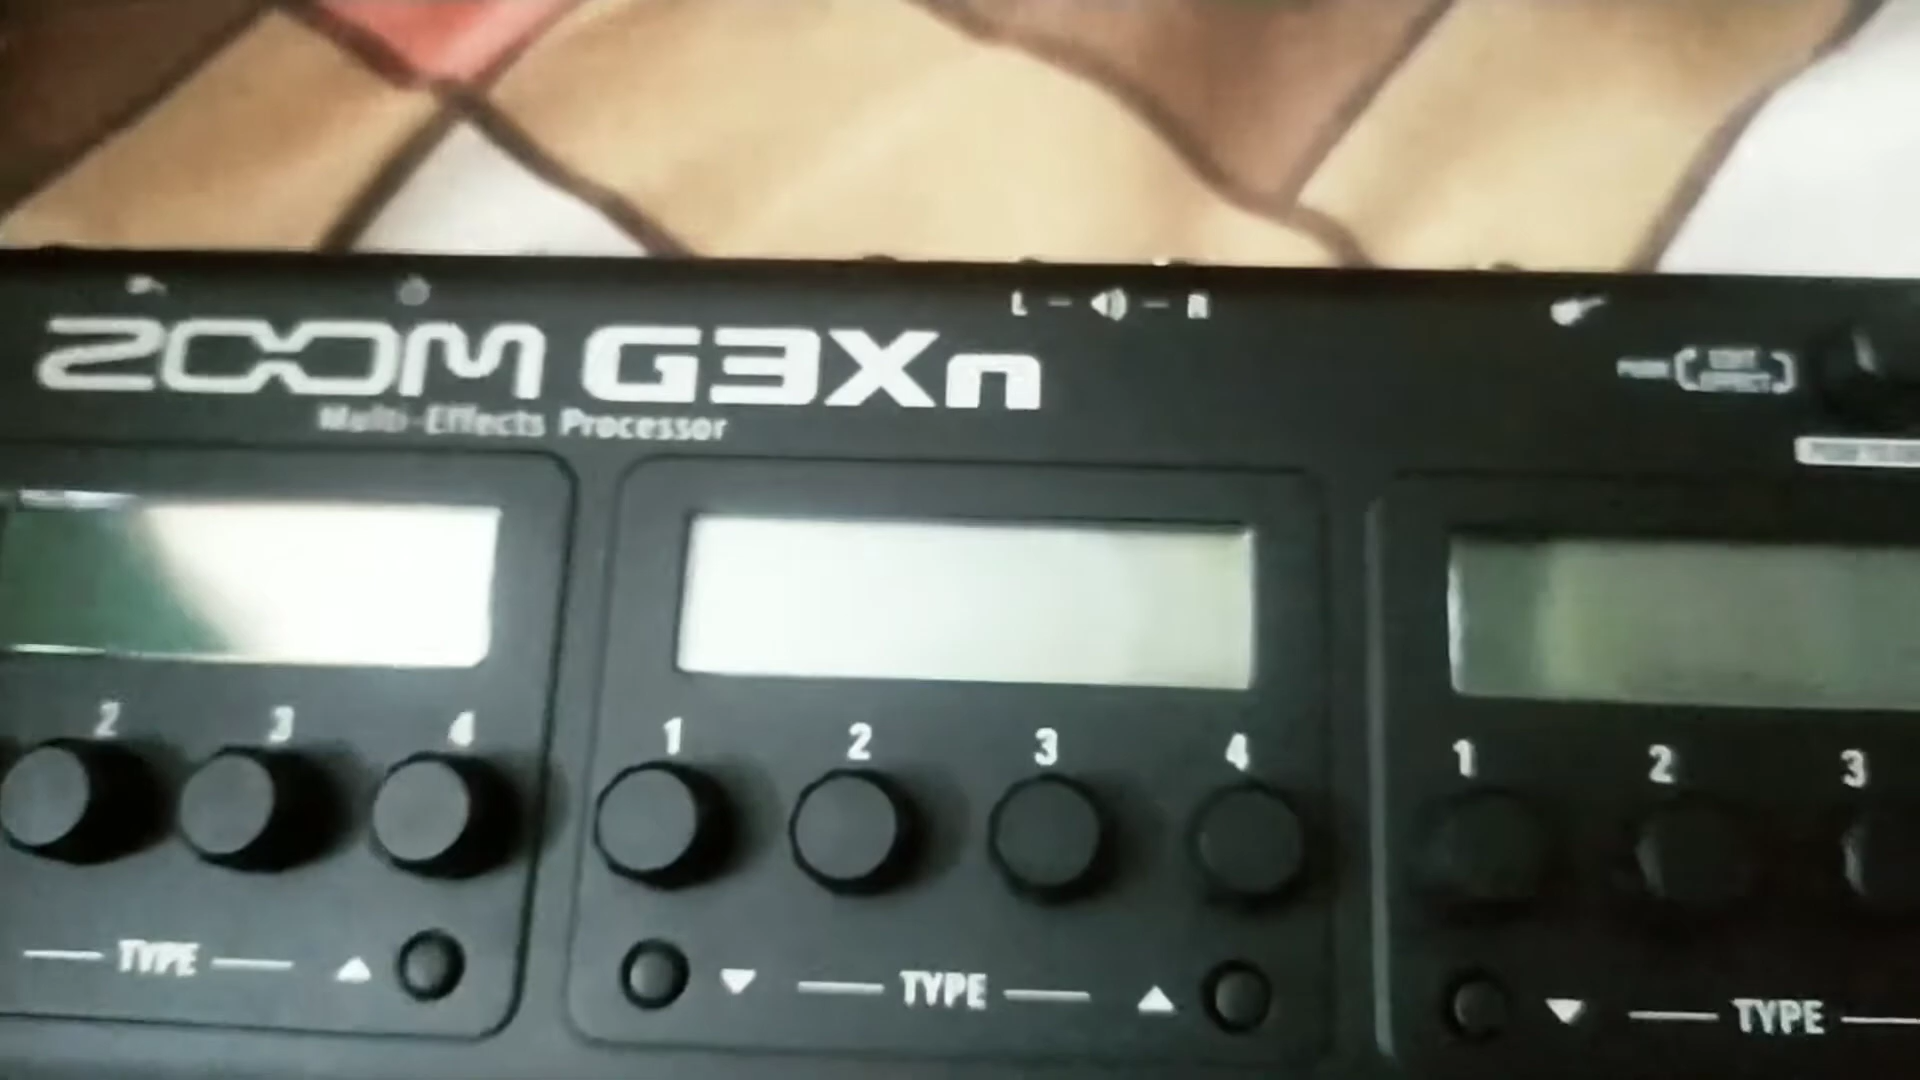 L R
ZOOM G3Xn
Multi-Effects Processor
2 3 4
1 2 3 4
1 2 3
TYPE
TYPE
TYPE